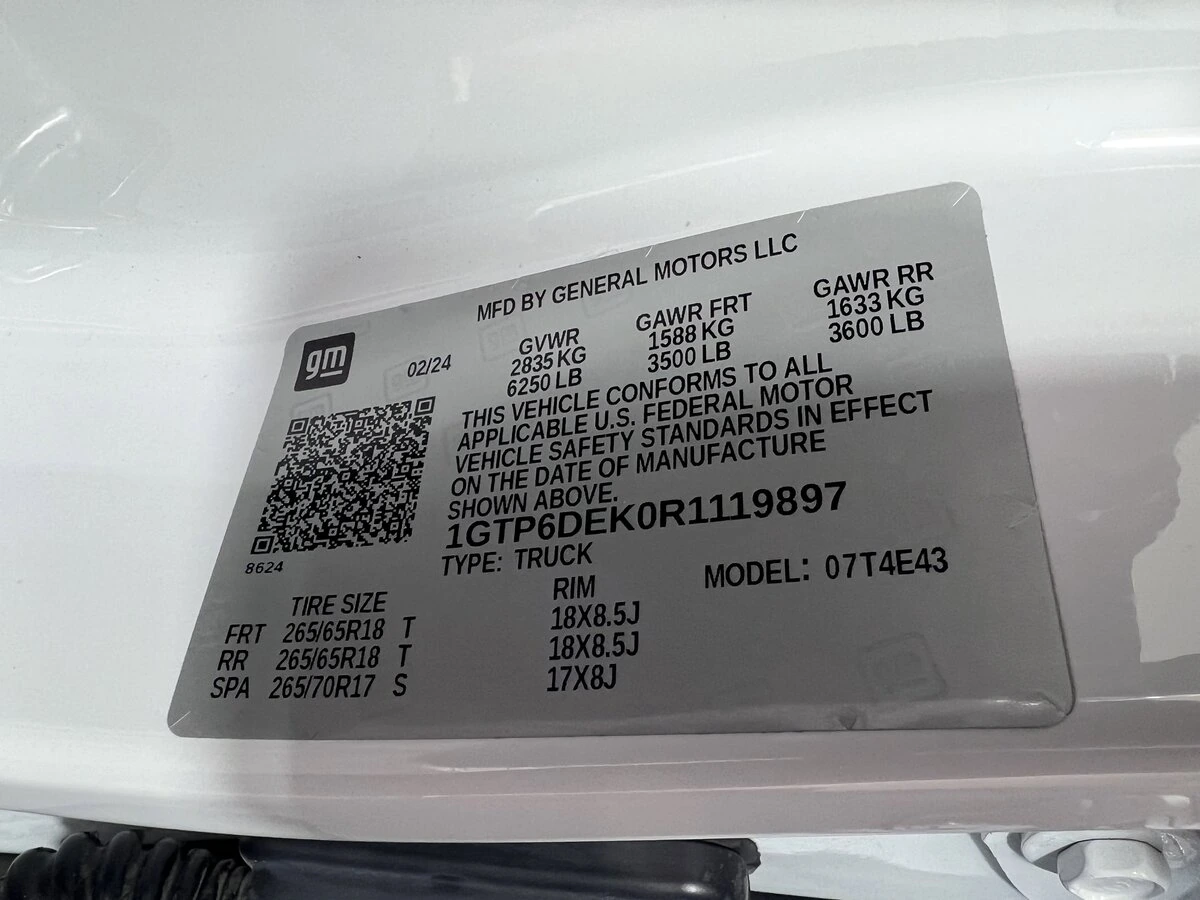 MFD BY GENERAL MOTORS LLC
gm
02/24
GVWR GAWR FRT GAWR RR
2835 KG 1588 KG 1633 KG
6250 LB 3500 LB 3600 LB
THIS VEHICLE CONFORMS TO ALL
APPLICABLE U.S. FEDERAL MOTOR
VEHICLE SAFETY STANDARDS IN EFFECT
ON THE DATE OF MANUFACTURE
SHOWN ABOVE.
1GTP6DEK0R1119897
8624
TYPE: TRUCK MODEL: 07T4E43
TIRE SIZE RIM
FRT 265/65R18 T 18X8.5J
RR 265/65R18 T 18X8.5J
SPA 265/70R17 S 17X8J